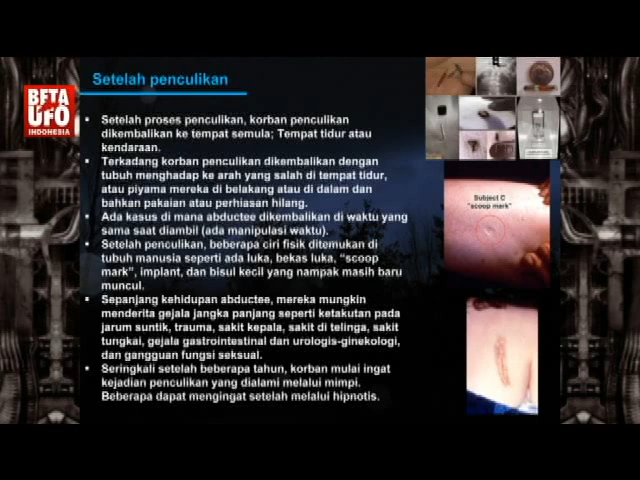 BETA
UFO
INDONESIA
Setelah penculikan
Setelah proses penculikan, korban penculikan
dikembalikan ke tempat semula; Tempat tidur atau
kendaraan.
Terkadang korban penculikan dikembalikan dengan
tubuh menghadap ke arah yang salah di tempat tidur,
atau piyama mereka di belakang atau di dalam dan
bahkan pakaian atau perhiasan hilang.
Ada kasus di mana abductee dikembalikan di waktu yang
sama saat diambil (ada manipulasi waktu).
Setelah penculikan, beberapa ciri fisik ditemukan di
tubuh manusia seperti ada luka, bekas luka, “scoop
mark”, implant, dan bisul kecil yang nampak masih baru
muncul.
Sepanjang kehidupan abductee, mereka mungkin
menderita gejala jangka panjang seperti ketakutan pada
jarum suntik, trauma, sakit kepala, sakit di telinga, sakit
tungkai, gejala gastrointestinal dan urologis-ginekologi,
dan gangguan fungsi seksual.
Seringkali setelah beberapa tahun, korban mulai ingat
kejadian penculikan yang dialami melalui mimpi.
Beberapa dapat mengingat setelah melalui hipnotis.
Subject C
"scoop mark"